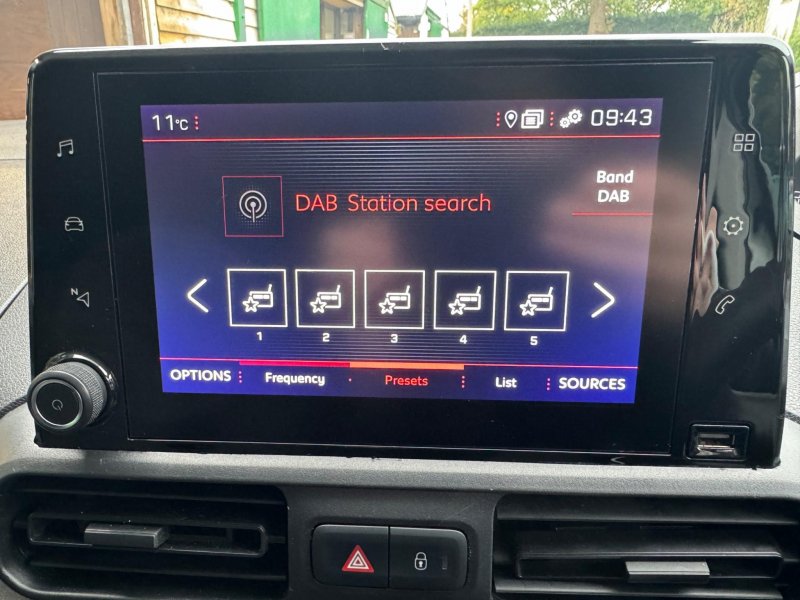 11°C
09:43
Band
DAB
DAB Station search
1 2 3 4 5
OPTIONS Frequency Presets List SOURCES
N